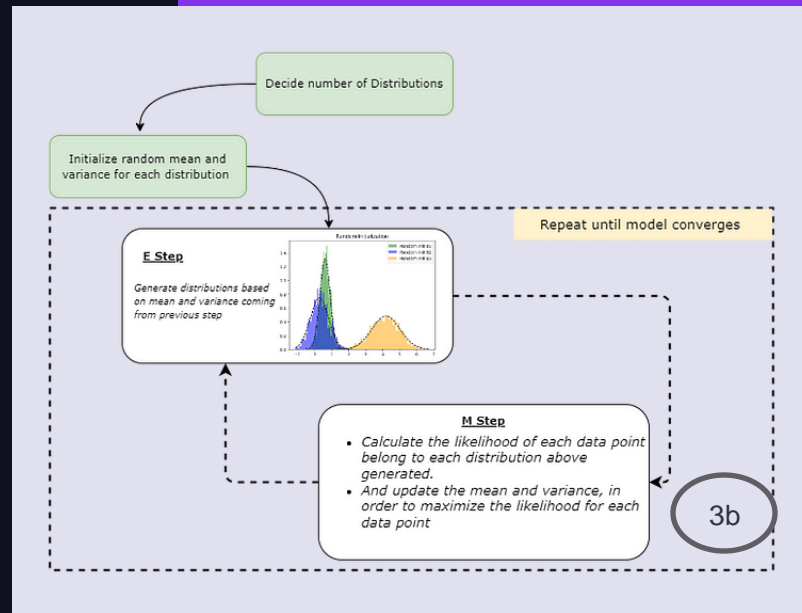 Decide number of Distributions
Initialize random mean and
variance for each distribution
Repeat until model converges
E Step
Generate distributions based
on mean and variance coming
from previous step
M Step
• Calculate the likelihood of each data point
belong to each distribution above
generated.
• And update the mean and variance, in
order to maximize the likelihood for each
data point
3b